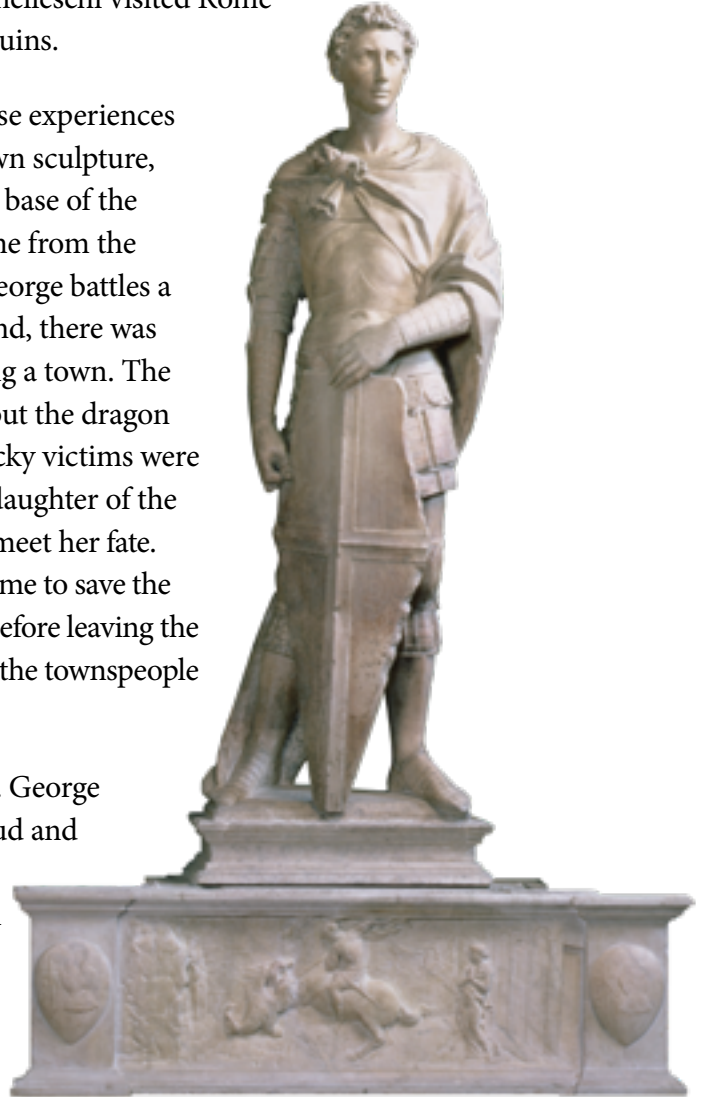 visited Rome
uins.
se experiences
wn sculpture,
base of the
ne from the
eorge battles a
nd, there was
g a town. The
out the dragon
cky victims were
daughter of the
meet her fate.
me to save the
efore leaving the
the townspeople
George
ud and